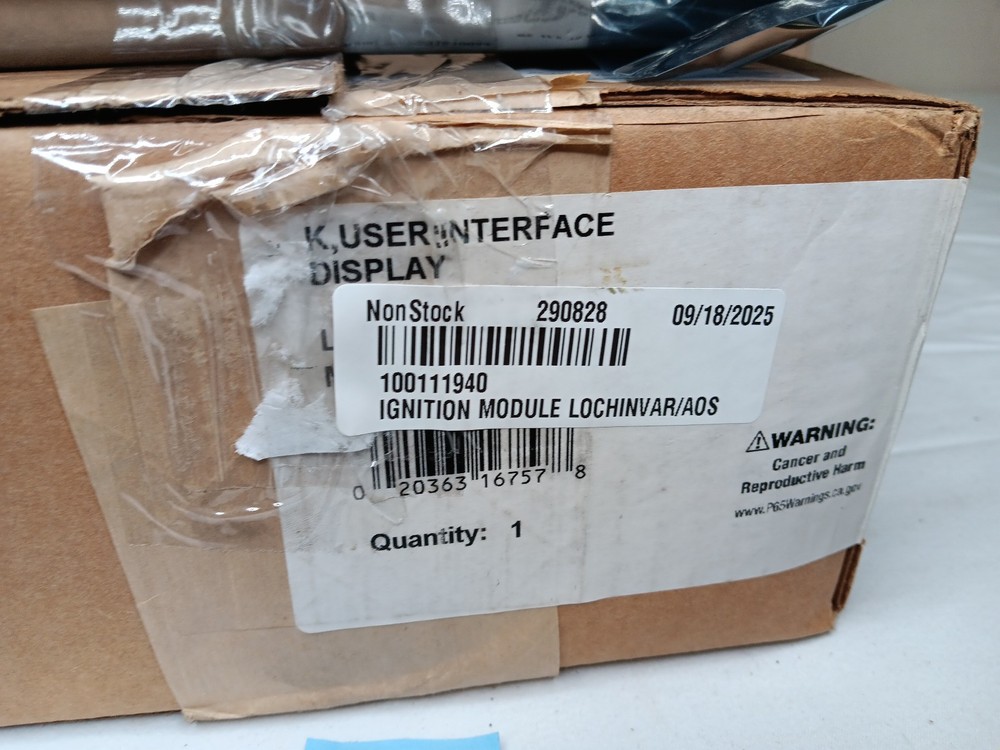 K,USER INTERFACE
DISPLAY
NonStock 290828 09/18/2025
100111940
IGNITION MODULE LOCHINVAR/AOS
0 20363 16757 8
Quantity: 1
WARNING:
Cancer and
Reproductive Harm
www.P65Warnings.ca.gov